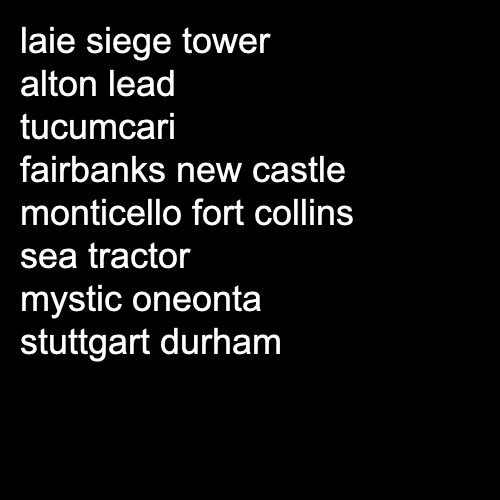 laie siege tower
alton lead
tucumcari
fairbanks new castle
monticello fort collins
sea tractor
mystic oneonta
stuttgart durham